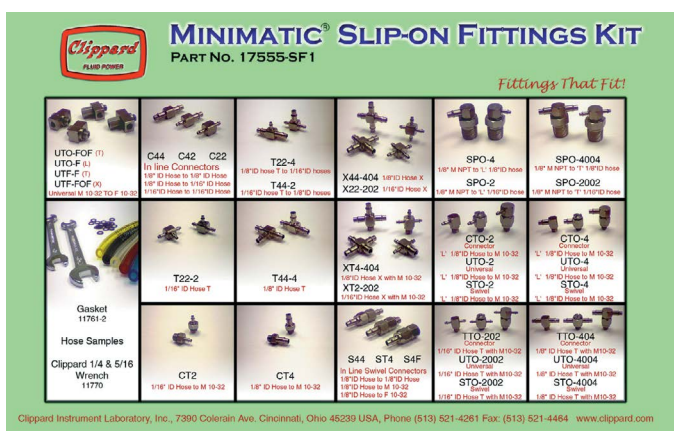 Clippard
FLUID POWER
MINIMATIC® SLIP-ON FITTINGS KIT
PART NO. 17555-SF1
Fittings That Fit!
UTO-FOF (T)
UTO-F (L)
UTF-F (T)
UTF-FOF (X)
Universal M 10-32 TO F 10-32
C44 C42 C22
In line Connectors
1/8" ID Hose to 1/8" ID Hose
1/8" ID Hose to 1/16" ID Hose
1/16" ID Hose to 1/16" ID Hose
T22-4
1/8"ID hose T to 1/16"ID hoses
T44-2
1/16"ID hose T to 1/8"ID hoses
X44-404 1/8"ID Hose X
X22-202 1/16"ID Hose X
SPO-4
1/8" M NPT to 'L' 1/8"ID hose
SPO-2
1/8" M NPT to 'L' 1/16"ID hose
SPO-4004
1/8" M NPT to 'T' 1/8"ID hose
SPO-2002
1/8" M NPT to 'T' 1/16"ID hose
Gasket
11761-2
Hose Samples
Clippard 1/4 & 5/16
Wrench
11770
T22-2
1/16" ID Hose T
T44-4
1/8"ID Hose T
XT4-404
1/8"ID Hose X with M 10-32
XT2-202
1/16"ID Hose X with M 10-32
CTO-2
Connector
'L' 1/8"ID Hose to M 10-32
UTO-2
Universal
'L' 1/8"ID Hose to M 10-32
STO-2
Swivel
'L' 1/8"ID Hose to M 10-32
CTO-4
Connector
'L' 1/8"ID Hose to M 10-32
UTO-4
Universal
'L' 1/8"ID Hose to M 10-32
STO-4
Swivel
'L' 1/8"ID Hose to M 10-32
CT2
1/16" ID Hose to M 10-32
CT4
1/8" ID Hose to M 10-32
S44 ST4 S4F
In Line Swivel Connectors
1/8"ID Hose to 1/8"ID Hose
1/8"ID Hose to M 10-32
1/8"ID Hose to F 10-32
TTO-202
Connector
1/16" ID Hose T with M10-32
UTO-2002
Universal
1/16" ID Hose T with M10-32
STO-2002
Swivel
1/16" ID Hose T with M10-32
TTO-404
Connector
1/8" ID Hose T with M10-32
UTO-4004
Universal
1/8" ID Hose T with M10-32
STO-4004
Swivel
1/8" ID Hose T with M10-32
Clippard Instrument Laboratory, Inc., 7390 Colerain Ave. Cincinnati, Ohio 45239 USA, Phone (513) 521-4261 Fax: (513) 521-4464 www.clippard.com